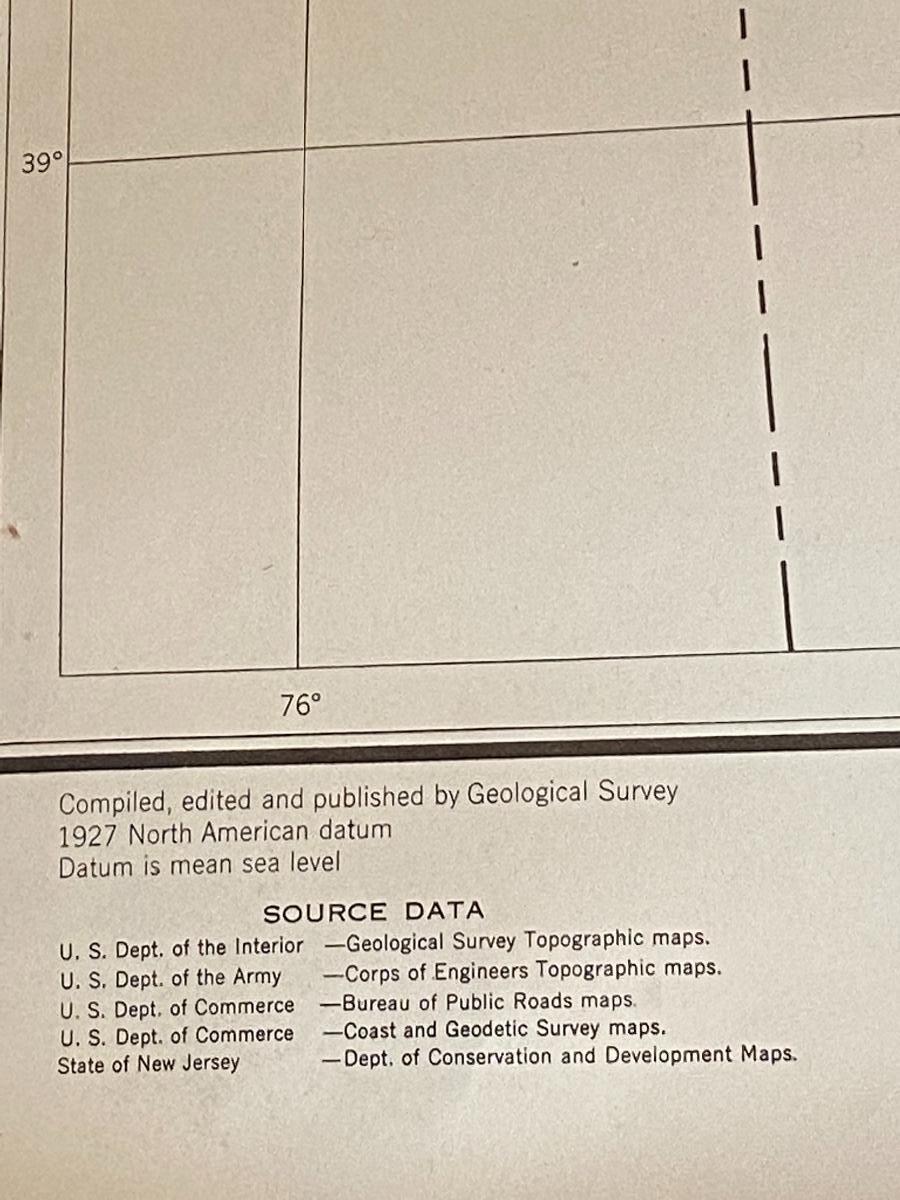 39°
76°
Compiled, edited and published by Geological Survey
1927 North American datum
Datum is mean sea level
SOURCE DATA
U. S. Dept. of the Interior —Geological Survey Topographic maps.
U. S. Dept. of the Army —Corps of Engineers Topographic maps.
U. S. Dept. of Commerce —Bureau of Public Roads maps.
U. S. Dept. of Commerce —Coast and Geodetic Survey maps.
State of New Jersey —Dept. of Conservation and Development Maps.